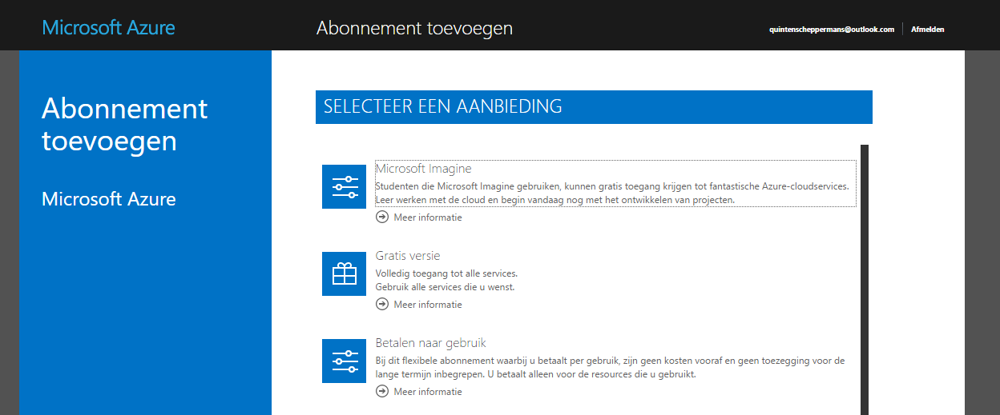 Microsoft Azure
Abonnement toevoegen
quintenscheppermans@outlook.com
Afmelden
Abonnement
toevoegen
Microsoft Azure
SELECTEER EEN AANBIEDING
Microsoft Imagine
Studenten die Microsoft Imagine gebruiken, kunnen gratis toegang krijgen tot fantastische Azure-cloudservices.
Leer werken met de cloud en begin vandaag nog met het ontwikkelen van projecten.
Meer informatie
Gratis versie
Volledig toegang tot alle services.
Gebruik alle services die u wenst.
Meer informatie
Betalen naar gebruik
Bij dit flexibele abonnement waarbij u betaalt per gebruik, zijn geen kosten vooraf en geen toezegging voor de
lange termijn inbegrepen. U betaalt alleen voor de resources die u gebruikt.
Meer informatie